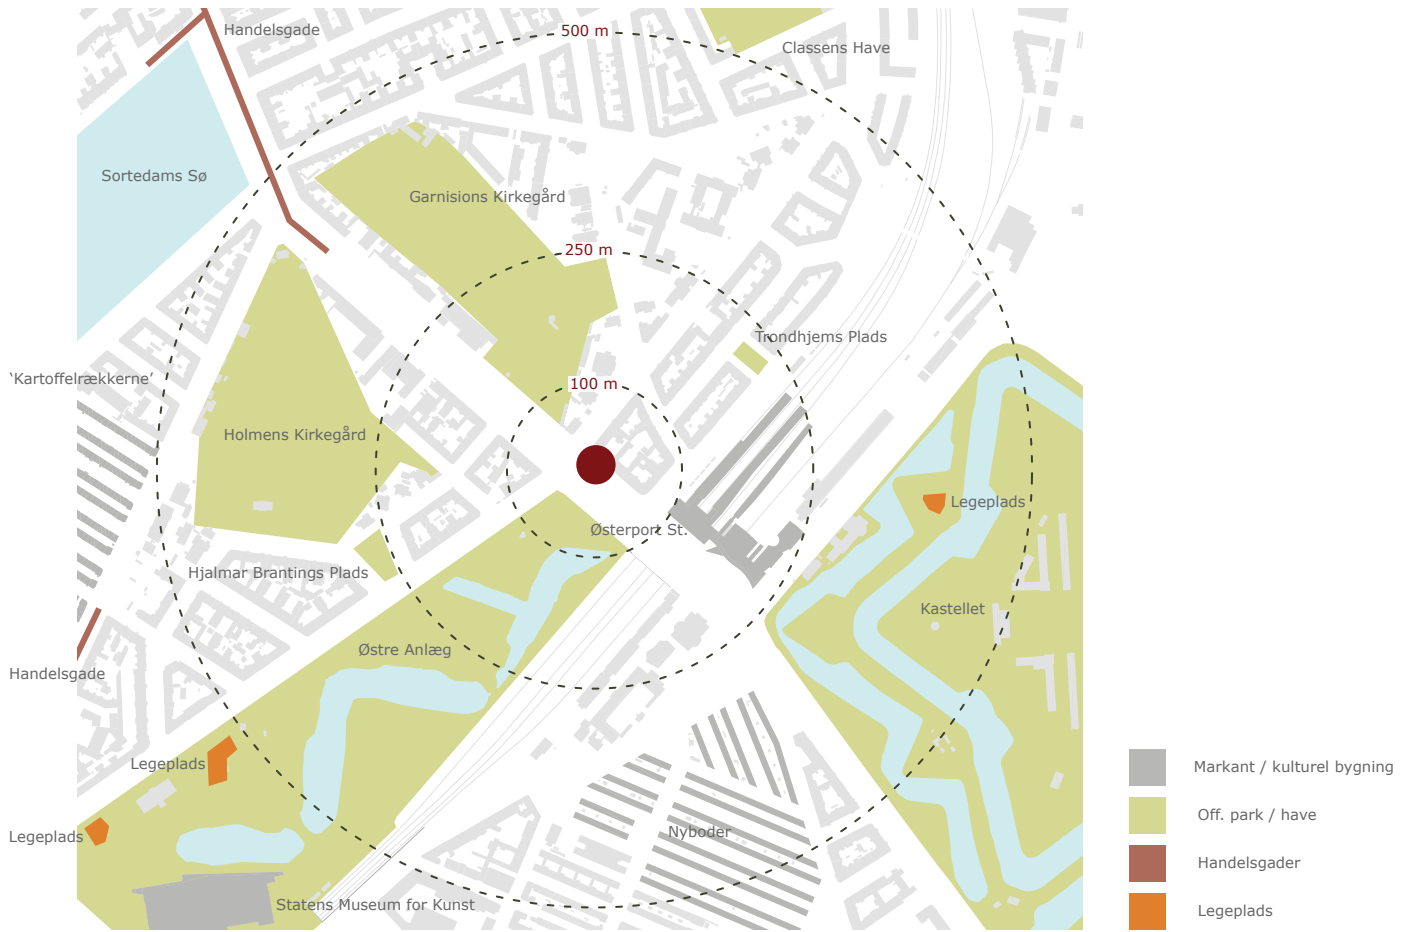 Handelsgade
500 m
Classens Have
Sortedams Sø
Garnisions Kirkegård
250 m
Trondhjems Plads
'Kartoffelrækkerne'
100 m
Holmens Kirkegård
Legeplads
Østerport St.
Hjalmar Brantings Plads
Kastellet
Østre Anlæg
Handelsgade
Legeplads
Markant / kulturel bygning
Off. park / have
Nyboder
Legeplads
Handelsgader
Statens Museum for Kunst
Legeplads